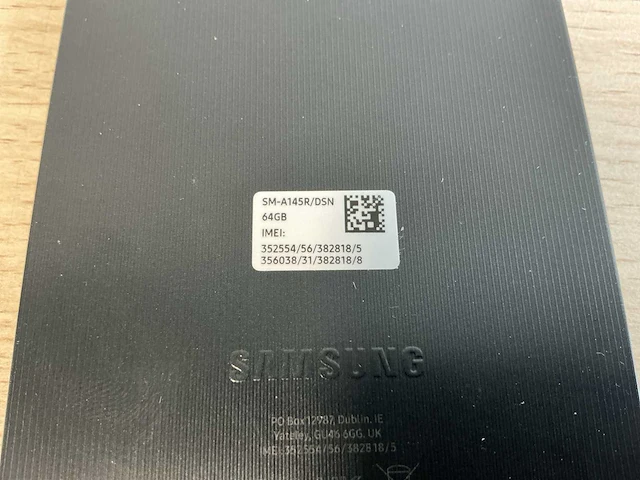 SM-A145R/DSN
64GB
IMEI:
352554/56/382818/5
356038/31/382818/8
SAMSUNG
PO Box 12987, Dublin, IE
Yateley, GU46 6GG, UK
IMEI: 352554/56/382818/5